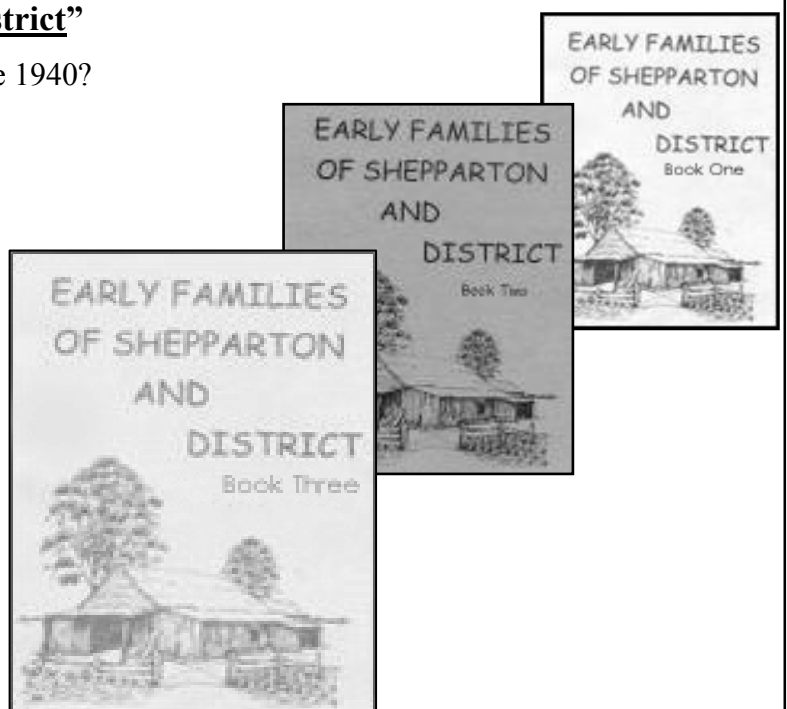 strict”
e 1940?
EARLY FAMILIES
OF SHEPPARTON
AND
DISTRICT
Book One
EARLY FAMILIES
OF SHEPPARTON
AND
DISTRICT
Book Two
EARLY FAMILIES
OF SHEPPARTON
AND
DISTRICT
Book Three